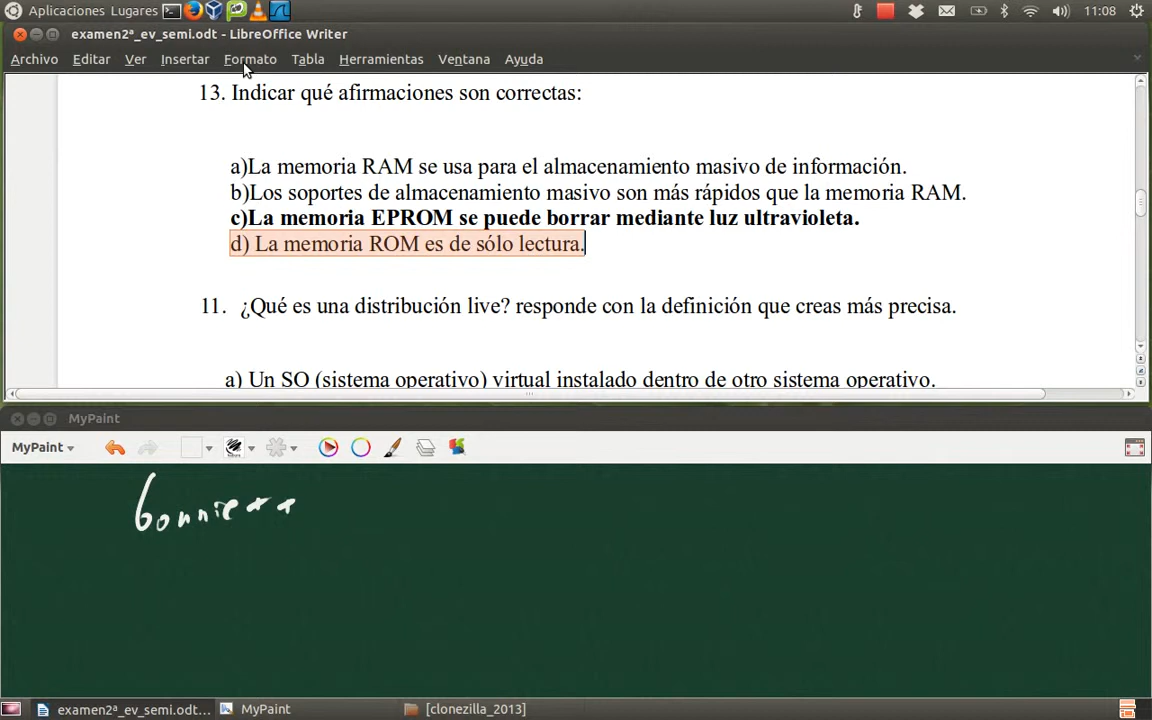 Aplicaciones Lugares 11:08
examen2ª_ev_semi.odt - LibreOffice Writer
Archivo Editar Ver Insertar Formato Tabla Herramientas Ventana Ayuda
13. Indicar qué afirmaciones son correctas:
a)La memoria RAM se usa para el almacenamiento masivo de información.
b)Los soportes de almacenamiento masivo son más rápidos que la memoria RAM.
c)La memoria EPROM se puede borrar mediante luz ultravioleta.
d) La memoria ROM es de sólo lectura.
11. ¿Qué es una distribución live? responde con la definición que creas más precisa.
a) Un SO (sistema operativo) virtual instalado dentro de otro sistema operativo.
MyPaint
MyPaint
bonnie++
examen2ª_ev_semi.odt... MyPaint [clonezilla_2013]